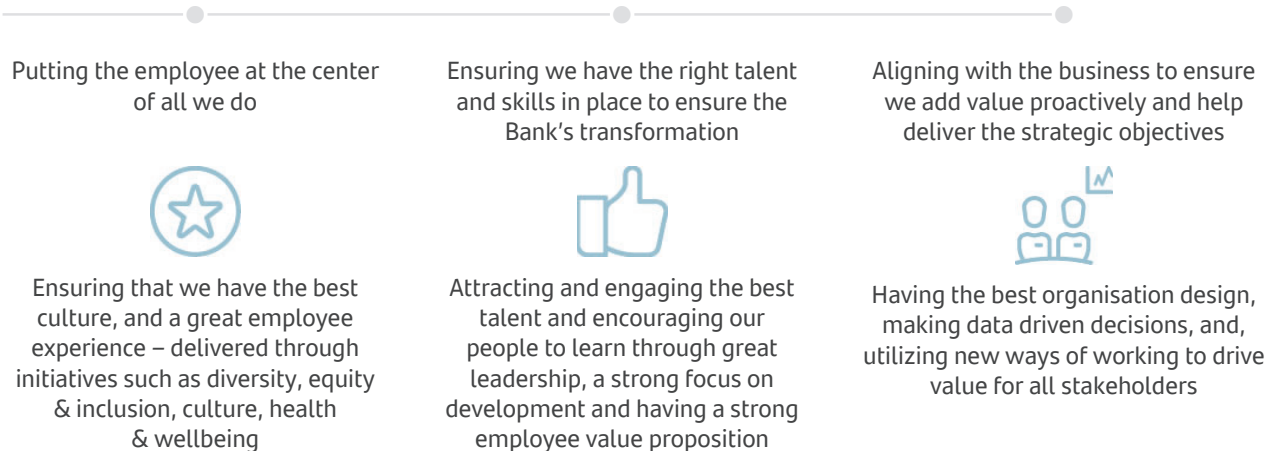 Putting the employee at the center
of all we do
Ensuring that we have the best
culture, and a great employee
experience – delivered through
initiatives such as diversity, equity
& inclusion, culture, health
& wellbeing
Ensuring we have the right talent
and skills in place to ensure the
Bank's transformation
Attracting and engaging the best
talent and encouraging our
people to learn through great
leadership, a strong focus on
development and having a strong
employee value proposition
Aligning with the business to ensure
we add value proactively and help
deliver the strategic objectives
Having the best organisation design,
making data driven decisions, and,
utilizing new ways of working to drive
value for all stakeholders